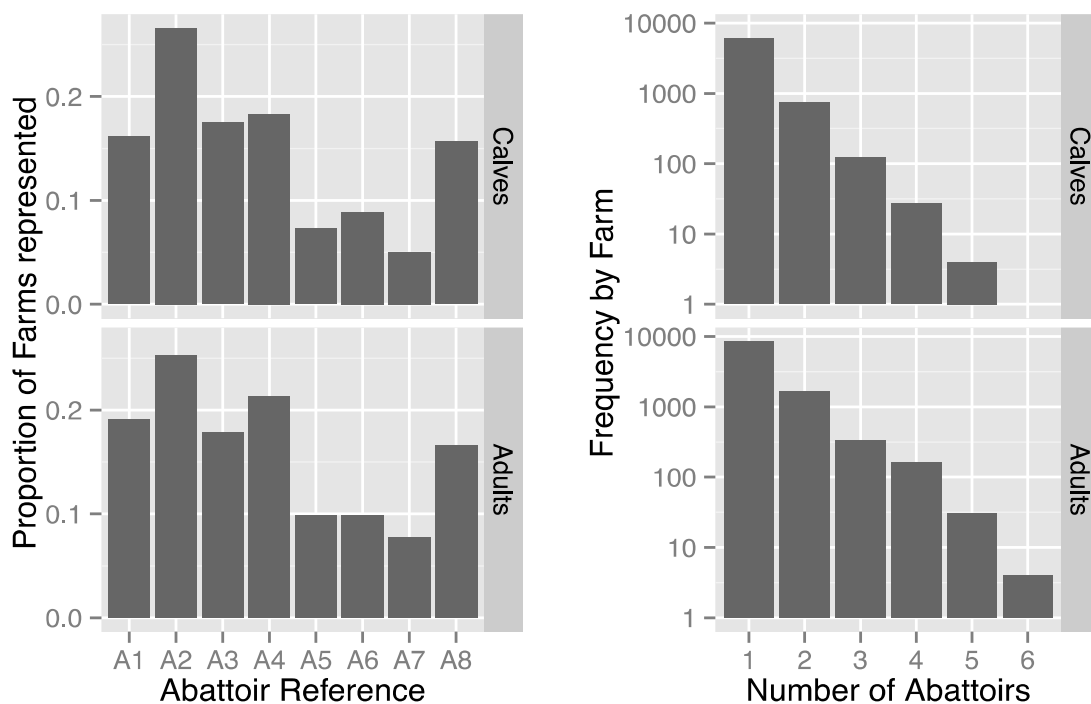 Proportion of Farms represented
0.2
0.1
0.0
Calves
0.2
0.1
0.0
Adults
A1 A2 A3 A4 A5 A6 A7 A8
Abattoir Reference
Frequency by Farm
10000
1000
100
10
1
Calves
10000
1000
100
10
1
Adults
1 2 3 4 5 6
Number of Abattoirs